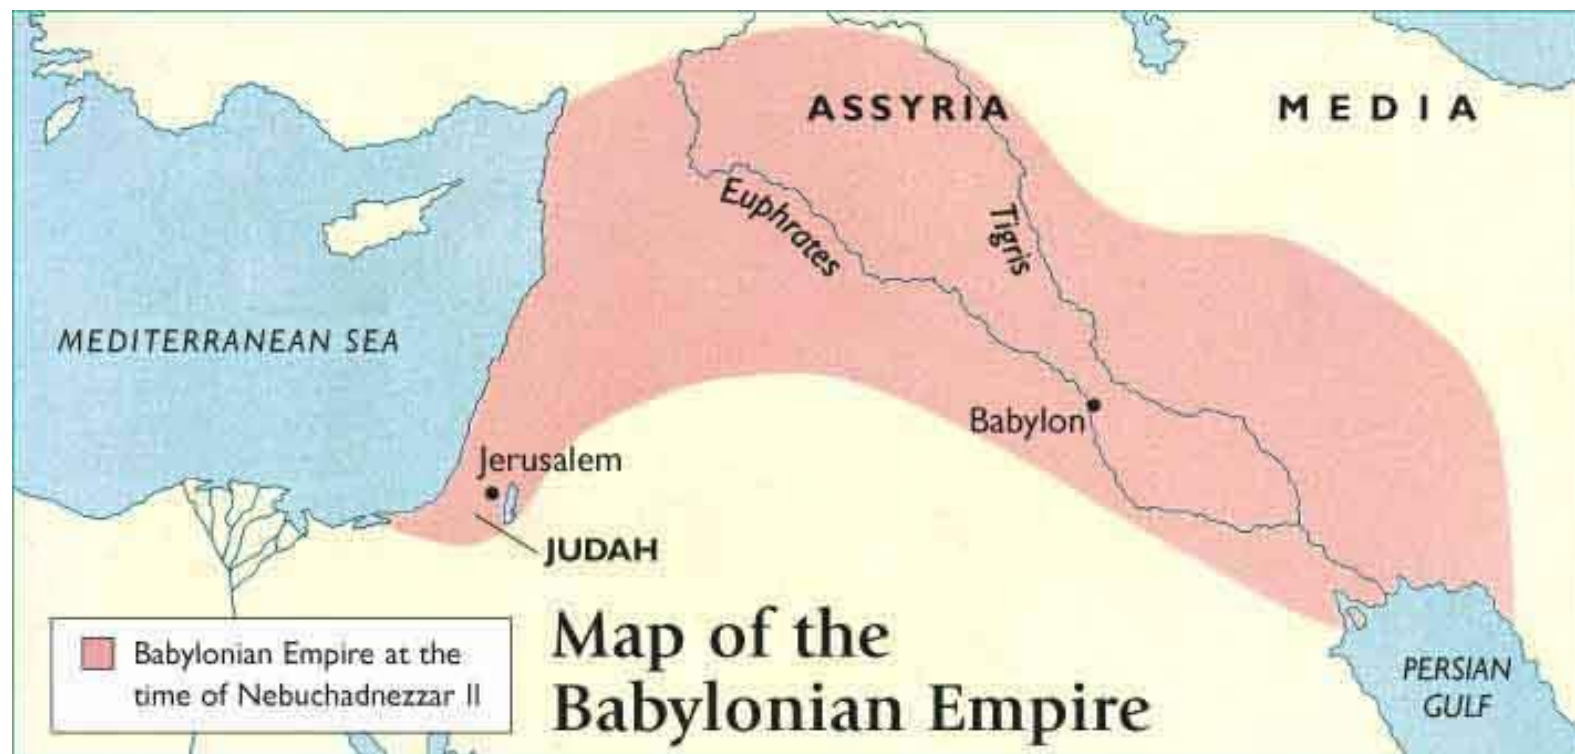 ASSYRIA
MEDIA
Euphrates
Tigris
MEDITERRANEAN SEA
Babylon
Jerusalem
JUDAH
Map of the
Babylonian Empire
Babylonian Empire at the
time of Nebuchadnezzar II
PERSIAN
GULF